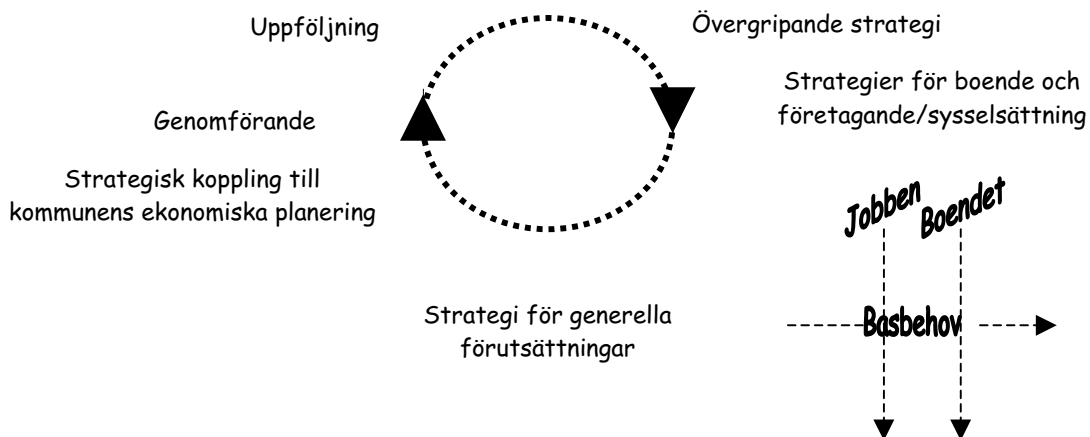 Uppföljning
Övergripande strategi
Strategier för boende och
företagande/sysselsättning
Genomförande
Strategisk koppling till
kommunens ekonomiska planering
Jobben
Boendet
Strategi för generella
förutsättningar
Basbehov